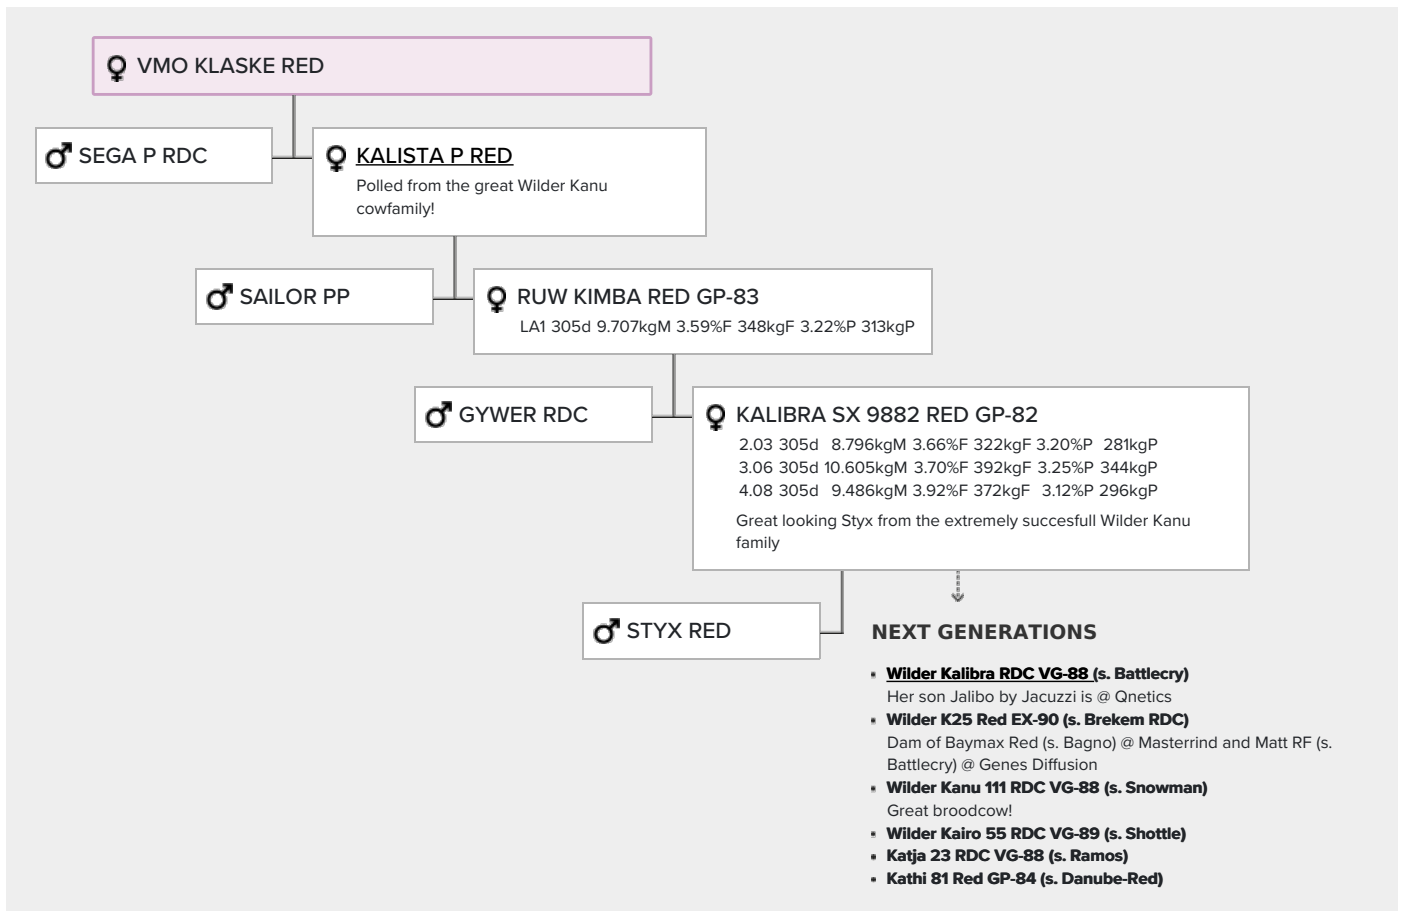 VMO KLASKE RED
SEGA P RDC
KALISTA P RED
Polled from the great Wilder Kanu
cowfamily!
SAILOR PP
RUW KIMBA RED GP-83
LA1 305d 9.707kgM 3.59%F 348kgF 3.22%P 313kgP
GYWER RDC
KALIBRA SX 9882 RED GP-82
2.03 305d 8.796kgM 3.66%F 322kgF 3.20%P 281kgP
3.06 305d 10.605kgM 3.70%F 392kgF 3.25%P 344kgP
4.08 305d 9.486kgM 3.92%F 372kgF 3.12%P 296kgP
Great looking Styx from the extremely succesfull Wilder Kanu
family
STYX RED
NEXT GENERATIONS
Wilder Kalibra RDC VG-88 (s. Battlecry)
Her son Jalibo by Jacuzzi is @ Qnetics
Wilder K25 Red EX-90 (s. Brekem RDC)
Dam of Baymax Red (s. Bagno) @ Masterrind and Matt RF (s.
Battlecry) @ Genes Diffusion
Wilder Kanu 111 RDC VG-88 (s. Snowman)
Great broodcow!
Wilder Kairo 55 RDC VG-89 (s. Shottle)
Katja 23 RDC VG-88 (s. Ramos)
Kathi 81 Red GP-84 (s. Danube-Red)